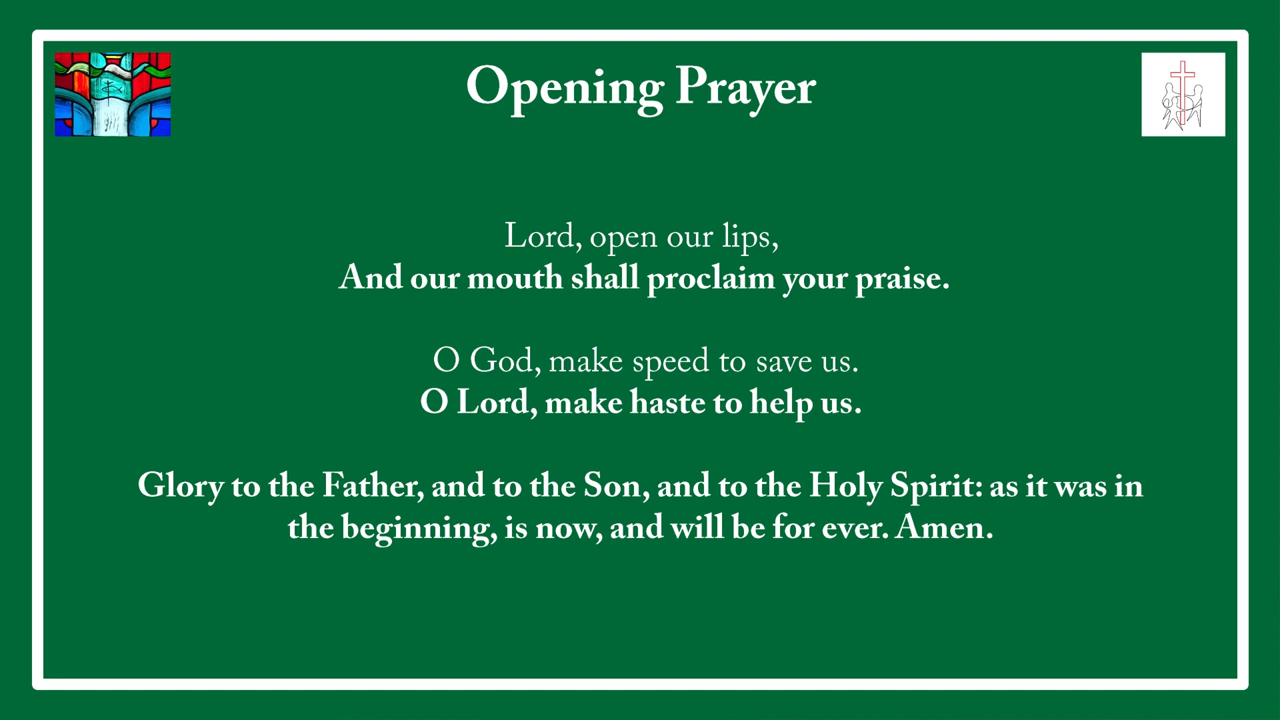 Opening Prayer
Lord, open our lips,
And our mouth shall proclaim your praise.
O God, make speed to save us.
O Lord, make haste to help us.
Glory to the Father, and to the Son, and to the Holy Spirit: as it was in
the beginning, is now, and will be for ever. Amen.